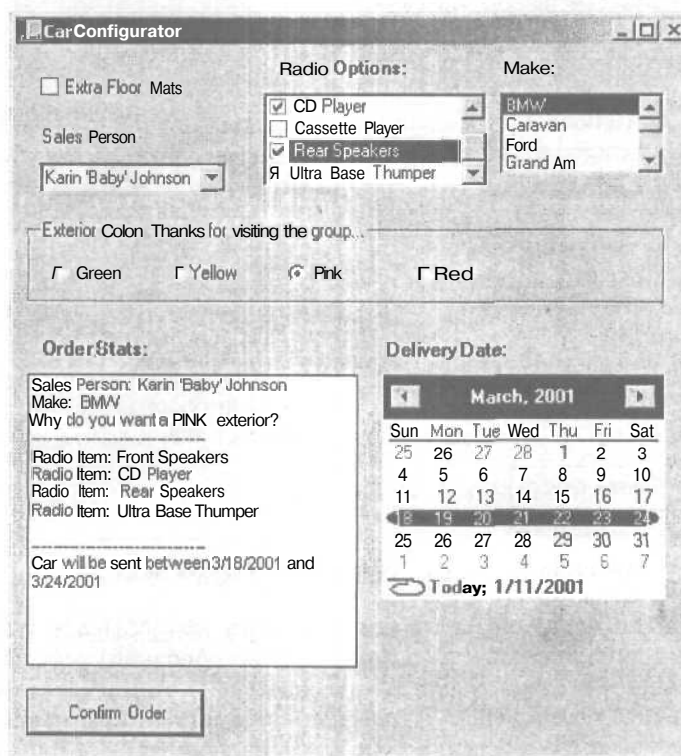 CarConfigurator
Extra Floor Mats
Radio Options:
Make:
CD Player
Cassette Player
Rear Speakers
Я Ultra Base Thumper
BMW
Caravan
Ford
Grand Am
Sales Person
Karin 'Baby' Johnson
Exterior Colon Thanks for visiting the group...
Γ Green
Γ Yellow
Pink
Γ Red
Order Stats:
Sales Person: Karin 'Baby' Johnson
Make: BMW
Why do you want a PINK exterior?
-------------------------
Radio Item: Front Speakers
Radio Item: CD Player
Radio Item: Rear Speakers
Radio Item: Ultra Base Thumper
-------------------------
Car will be sent between3/18/2001 and
3/24/2001
Delivery Date:
March, 2001
Sun Mon Tue Wed Thu Fri Sat
25 26 27 28 1 2 3
4 5 6 7 8 9 10
11 12 13 14 15 16 17
18 19 20 21 22 23 24
25 26 27 28 29 30 31
1 2 3 4 5 6 7
Today; 1/11/2001
Confirm Order